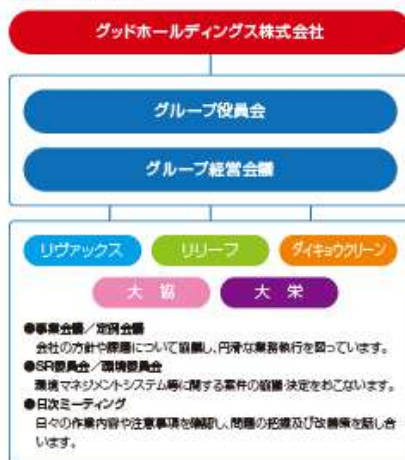 グッドホールディングス株式会社
グループ役員会
グループ経営会議
リヴァックス
リリーフ
ダイキョウクリーン
大協
大栄
●事業会議／定例会議
会社の方針や課題について協議し、円滑な業務執行を図っています。
●SR委員会／環境委員会
環境マネジメントシステム等に関する案件の協議・決定をおこないます。
●日次ミーティング
日々の作業内容や注意事項を確認し、問題の把握及び改善策を話し合
います。